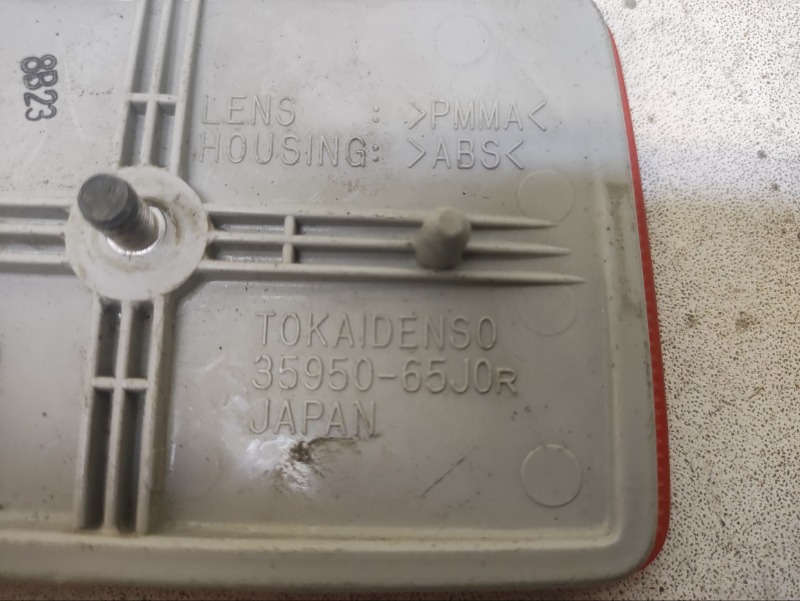 8B23
LENS : >PMMA<
HOUSING: >ABS<
TOKAIDENSO
35950-65J0R
JAPAN